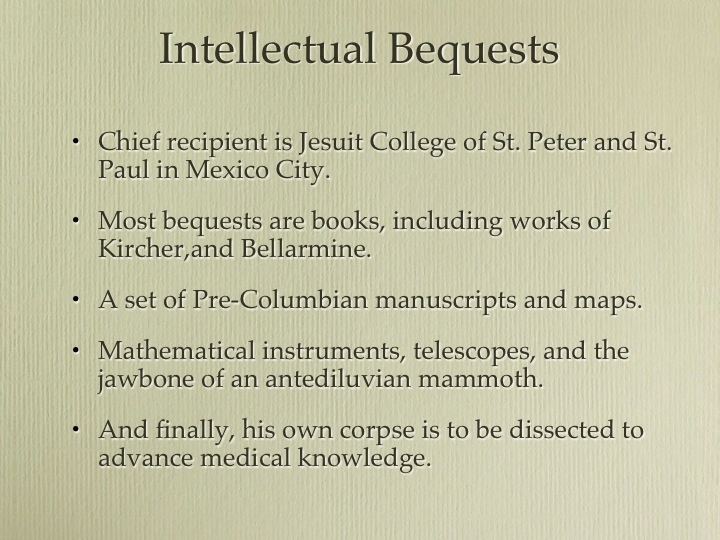 Intellectual Bequests
• Chief recipient is Jesuit College of St. Peter and St.
Paul in Mexico City.
• Most bequests are books, including works of
Kircher,and Bellarmine.
• A set of Pre-Columbian manuscripts and maps.
• Mathematical instruments, telescopes, and the
jawbone of an antediluvian mammoth.
• And finally, his own corpse is to be dissected to
advance medical knowledge.